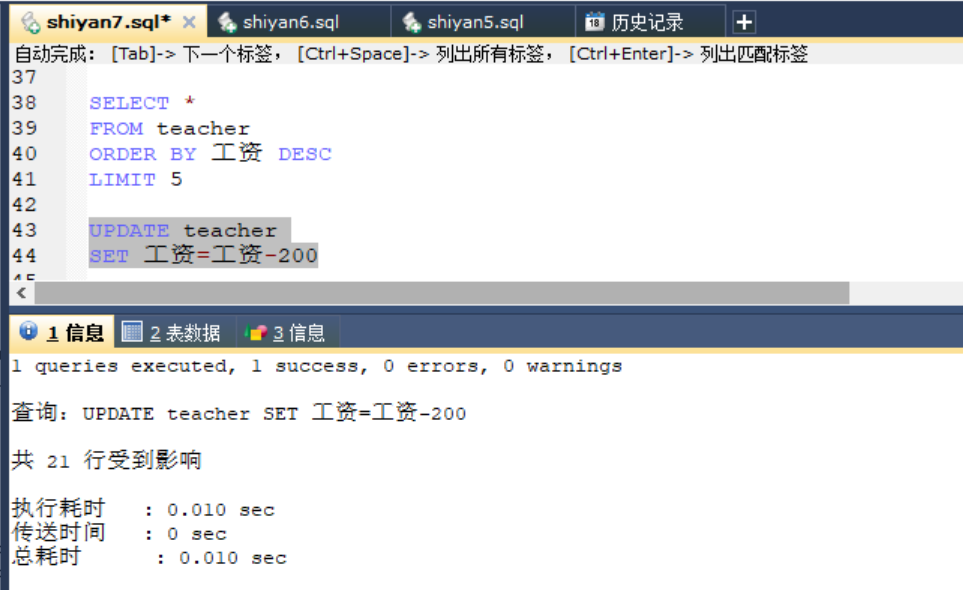 shiyan7.sql* shiyan6.sql shiyan5.sql 18 历史记录
自动完成： [Tab]-> 下一个标签， [Ctrl+Space]-> 列出所有标签， [Ctrl+Enter]-> 列出匹配标签
37
38 SELECT *
39 FROM teacher
40 ORDER BY 工资 DESC
41 LIMIT 5
42
43 UPDATE teacher
44 SET 工资=工资-200
45
1 信息 2 表数据 3 信息
1 queries executed, 1 success, 0 errors, 0 warnings
查询：UPDATE teacher SET 工资=工资-200
共 21 行受到影响
执行耗时 : 0.010 sec
传送时间 : 0 sec
总耗时 : 0.010 sec